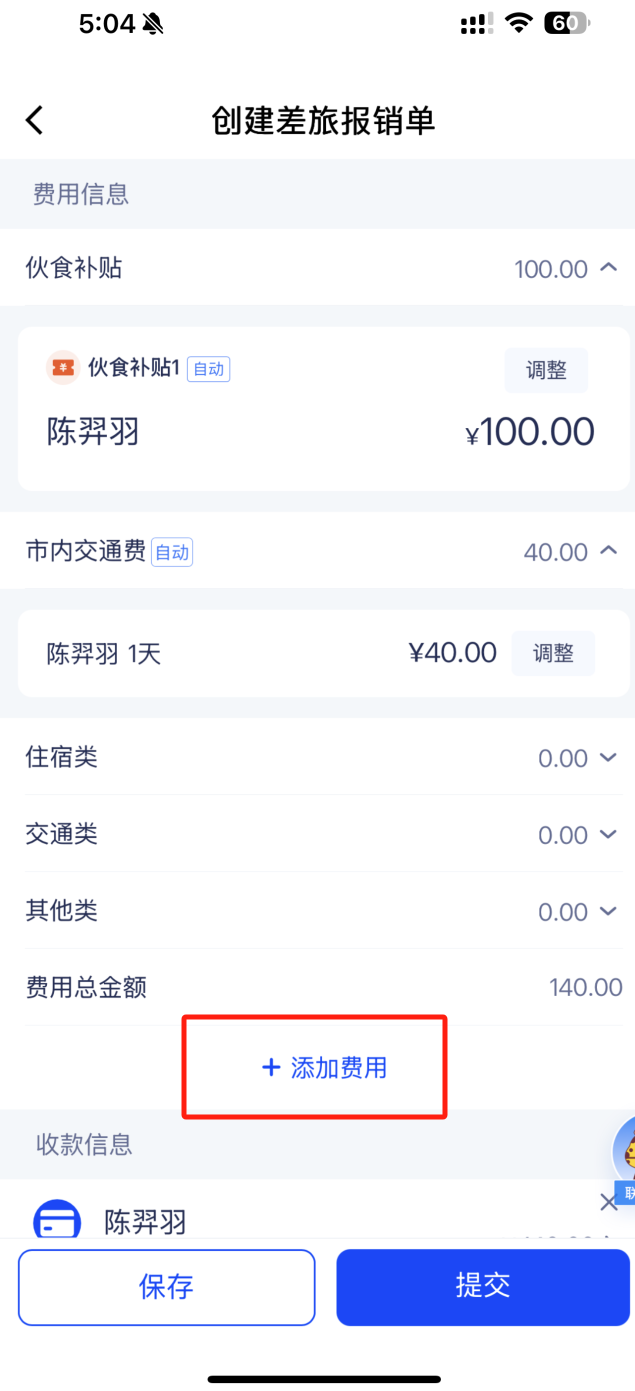 5:04
60
创建差旅报销单
费用信息
伙食补贴 100.00
伙食补贴1 自动 调整
陈羿羽 ¥100.00
市内交通费 自动 40.00
陈羿羽 1天 ¥40.00 调整
住宿类 0.00
交通类 0.00
其他类 0.00
费用总金额 140.00
+ 添加费用
收款信息
联
陈羿羽
保存 提交